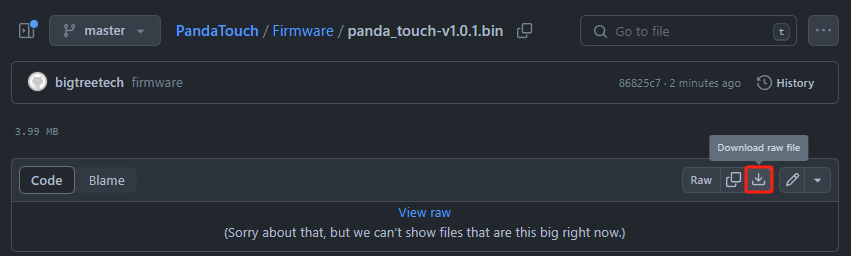 master PandaTouch / Firmware / panda_touch-v1.0.1.bin Go to file t
bigtreetech firmware 86825c7 · 2 minutes ago History
3.99 MB
Download raw file
Code Blame Raw
View raw
(Sorry about that, but we can’t show files that are this big right now.)